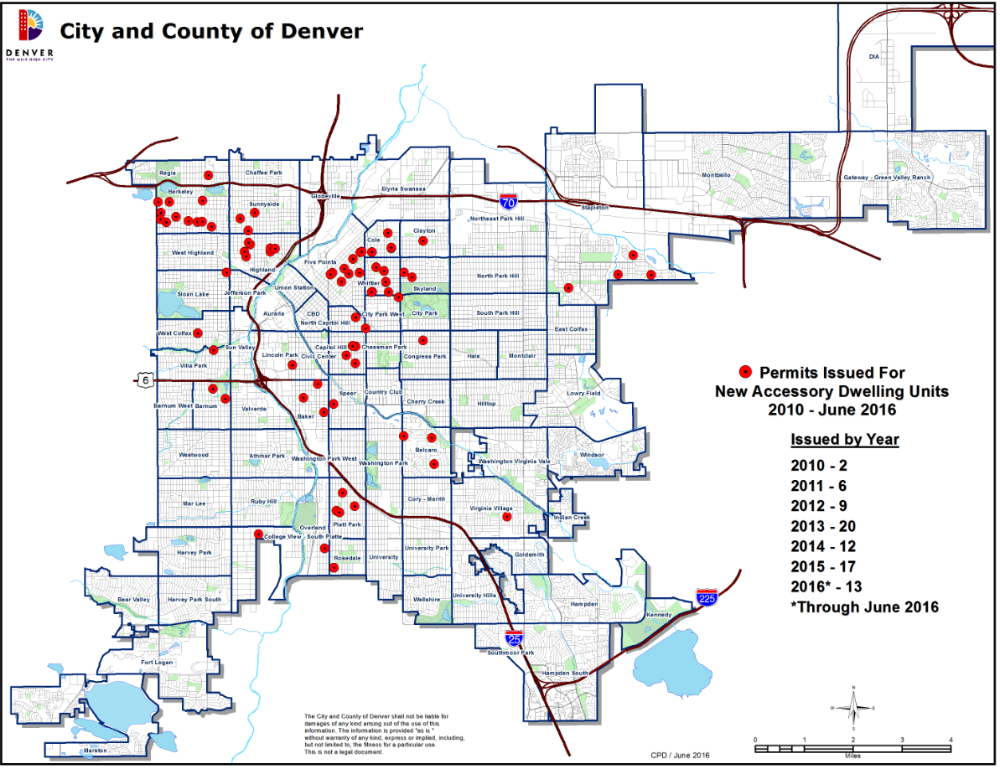 City and County of Denver
DENVER
THE MILE HIGH CITY
DIA
Regis
Chaffee Park
Berkeley
Globeville
Elyria Swansea
Montbello
Gateway - Green Valley Ranch
Sunnyside
70
Stapleton
Northeast Park Hill
Clayton
Cole
West Highland
Highland
Five Points
Union Station
Whittier
Skyland
North Park Hill
Sloan Lake
Jefferson Park
Auraria
CBD
North Capitol Hill
City Park West
City Park
South Park Hill
East Colfax
West Colfax
Sun Valley
Lincoln Park
Capitol Hill
Civic Center
Cheesman Park
Congress Park
Hale
Montclair
Villa Park
6
Barnum West
Barnum
Valverde
Baker
Speer
Country Club
Cherry Creek
Hilltop
Lowry Field
Westwood
Athmar Park
Washington Park West
Washington Park
Belcaro
Washington Virginia Vale
Windsor
Mar Lee
Ruby Hill
Overland
Platt Park
Cory - Merrill
Virginia Village
Indian Creek
College View - South Platte
Harvey Park
Rosedale
University
University Park
Goldsmith
Bear Valley
Harvey Park South
Wellshire
University Hills
Hampden
Kennedy
225
25
Southmoor Park
Hampden South
Fort Logan
Marston
Permits Issued For
New Accessory Dwelling Units
2010 - June 2016
Issued by Year
2010 - 2
2011 - 6
2012 - 9
2013 - 20
2014 - 12
2015 - 17
2016* - 13
*Through June 2016
The City and County of Denver shall not be liable for
damages of any kind arising out of the use of this
information. The information is provided "as is "
without warranty of any kind, express or implied, including,
but not limited to, the fitness for a particular use.
This is not a legal document.
CPD / June 2016
N
W
E
S
0 1 2 3 4
Miles